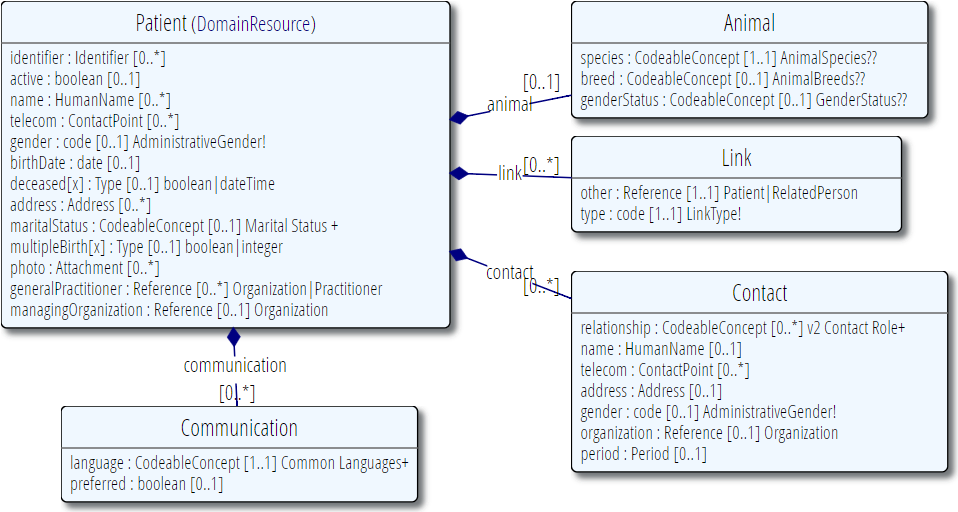 Patient (DomainResource)
identifier : Identifier [0..*]
active : boolean [0..1]
name : HumanName [0..*]
telecom : ContactPoint [0..*]
gender : code [0..1] AdministrativeGender!
birthDate : date [0..1]
deceased[x] : Type [0..1] boolean|dateTime
address : Address [0..*]
maritalStatus : CodeableConcept [0..1] Marital Status +
multipleBirth[x] : Type [0..1] boolean|integer
photo : Attachment [0..*]
generalPractitioner : Reference [0..*] Organization|Practitioner
managingOrganization : Reference [0..1] Organization
animal
[0..1]
Animal
species : CodeableConcept [1..1] AnimalSpecies??
breed : CodeableConcept [0..1] AnimalBreeds??
genderStatus : CodeableConcept [0..1] GenderStatus??
link
[0..*]
Link
other : Reference [1..1] Patient|RelatedPerson
type : code [1..1] LinkType!
contact
[0..*]
Contact
relationship : CodeableConcept [0..*] v2 Contact Role+
name : HumanName [0..1]
telecom : ContactPoint [0..*]
address : Address [0..1]
gender : code [0..1] AdministrativeGender!
organization : Reference [0..1] Organization
period : Period [0..1]
communication
[0..*]
Communication
language : CodeableConcept [1..1] Common Languages+
preferred : boolean [0..1]